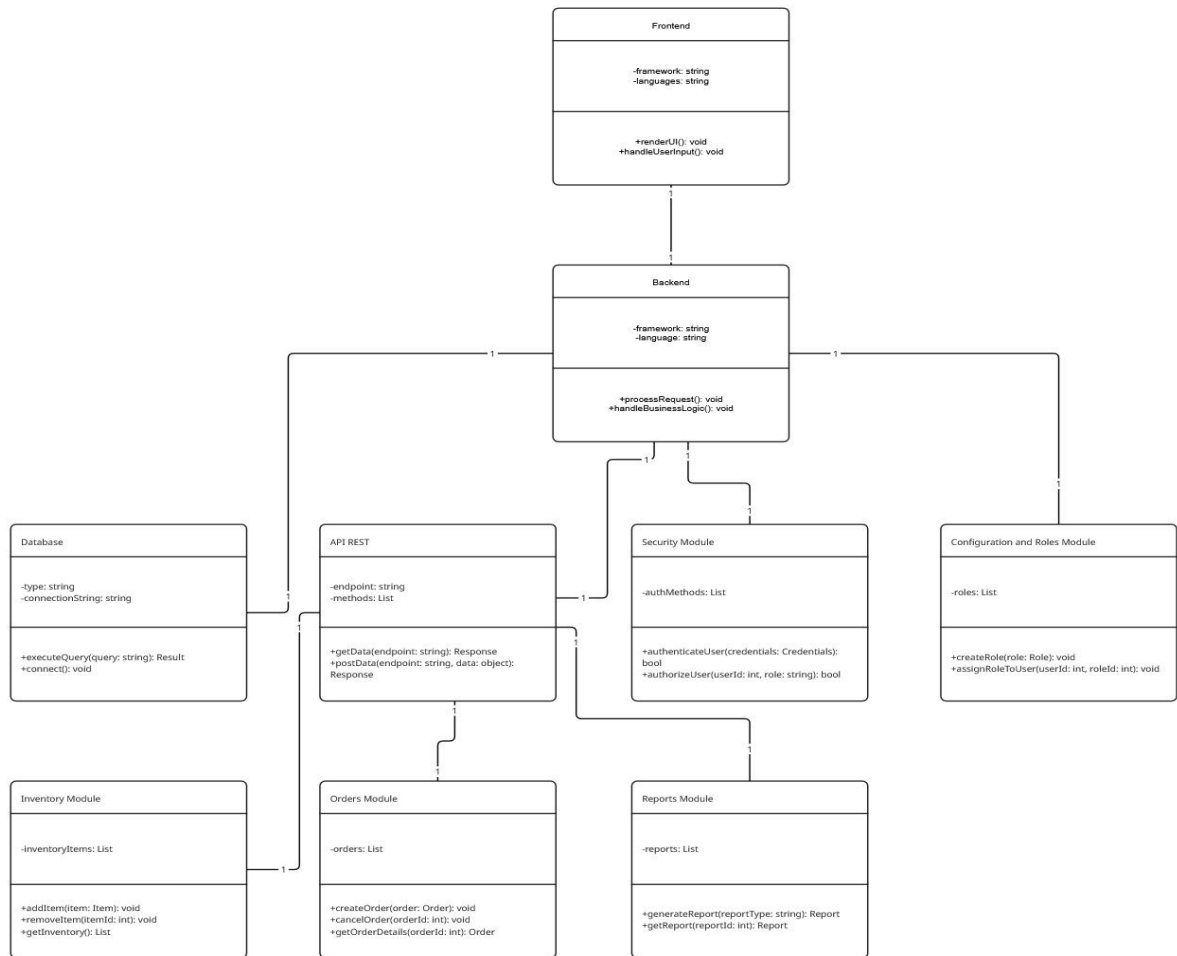 Frontend
-framework: string
-languages: string
+renderUI(): void
+handleUserInput(): void
1
1
Backend
-framework: string
-language: string
+processRequest(): void
+handleBusinessLogic(): void
1
1
1
1
1
1
1
1
Database
-type: string
-connectionString: string
+executeQuery(query: string): Result
+connect(): void
API REST
-endpoint: string
-methods: List
+getData(endpoint: string): Response
+postData(endpoint: string, data: object):
Response
Security Module
-authMethods: List
+authenticateUser(credentials: Credentials):
bool
+authorizeUser(userId: int, role: string): bool
Configuration and Roles Module
-roles: List
+createRole(role: Role): void
+assignRoleToUser(userId: int, roleId: int): void
1
1
1
1
1
1
Inventory Module
-inventoryItems: List
+addItem(item: Item): void
+removeItem(itemId: int): void
+getInventory(): List
Orders Module
-orders: List
+createOrder(order: Order): void
+cancelOrder(orderId: int): void
+getOrderDetails(orderId: int): Order
Reports Module
-reports: List
+generateReport(reportType: string): Report
+getReport(reportId: int): Report